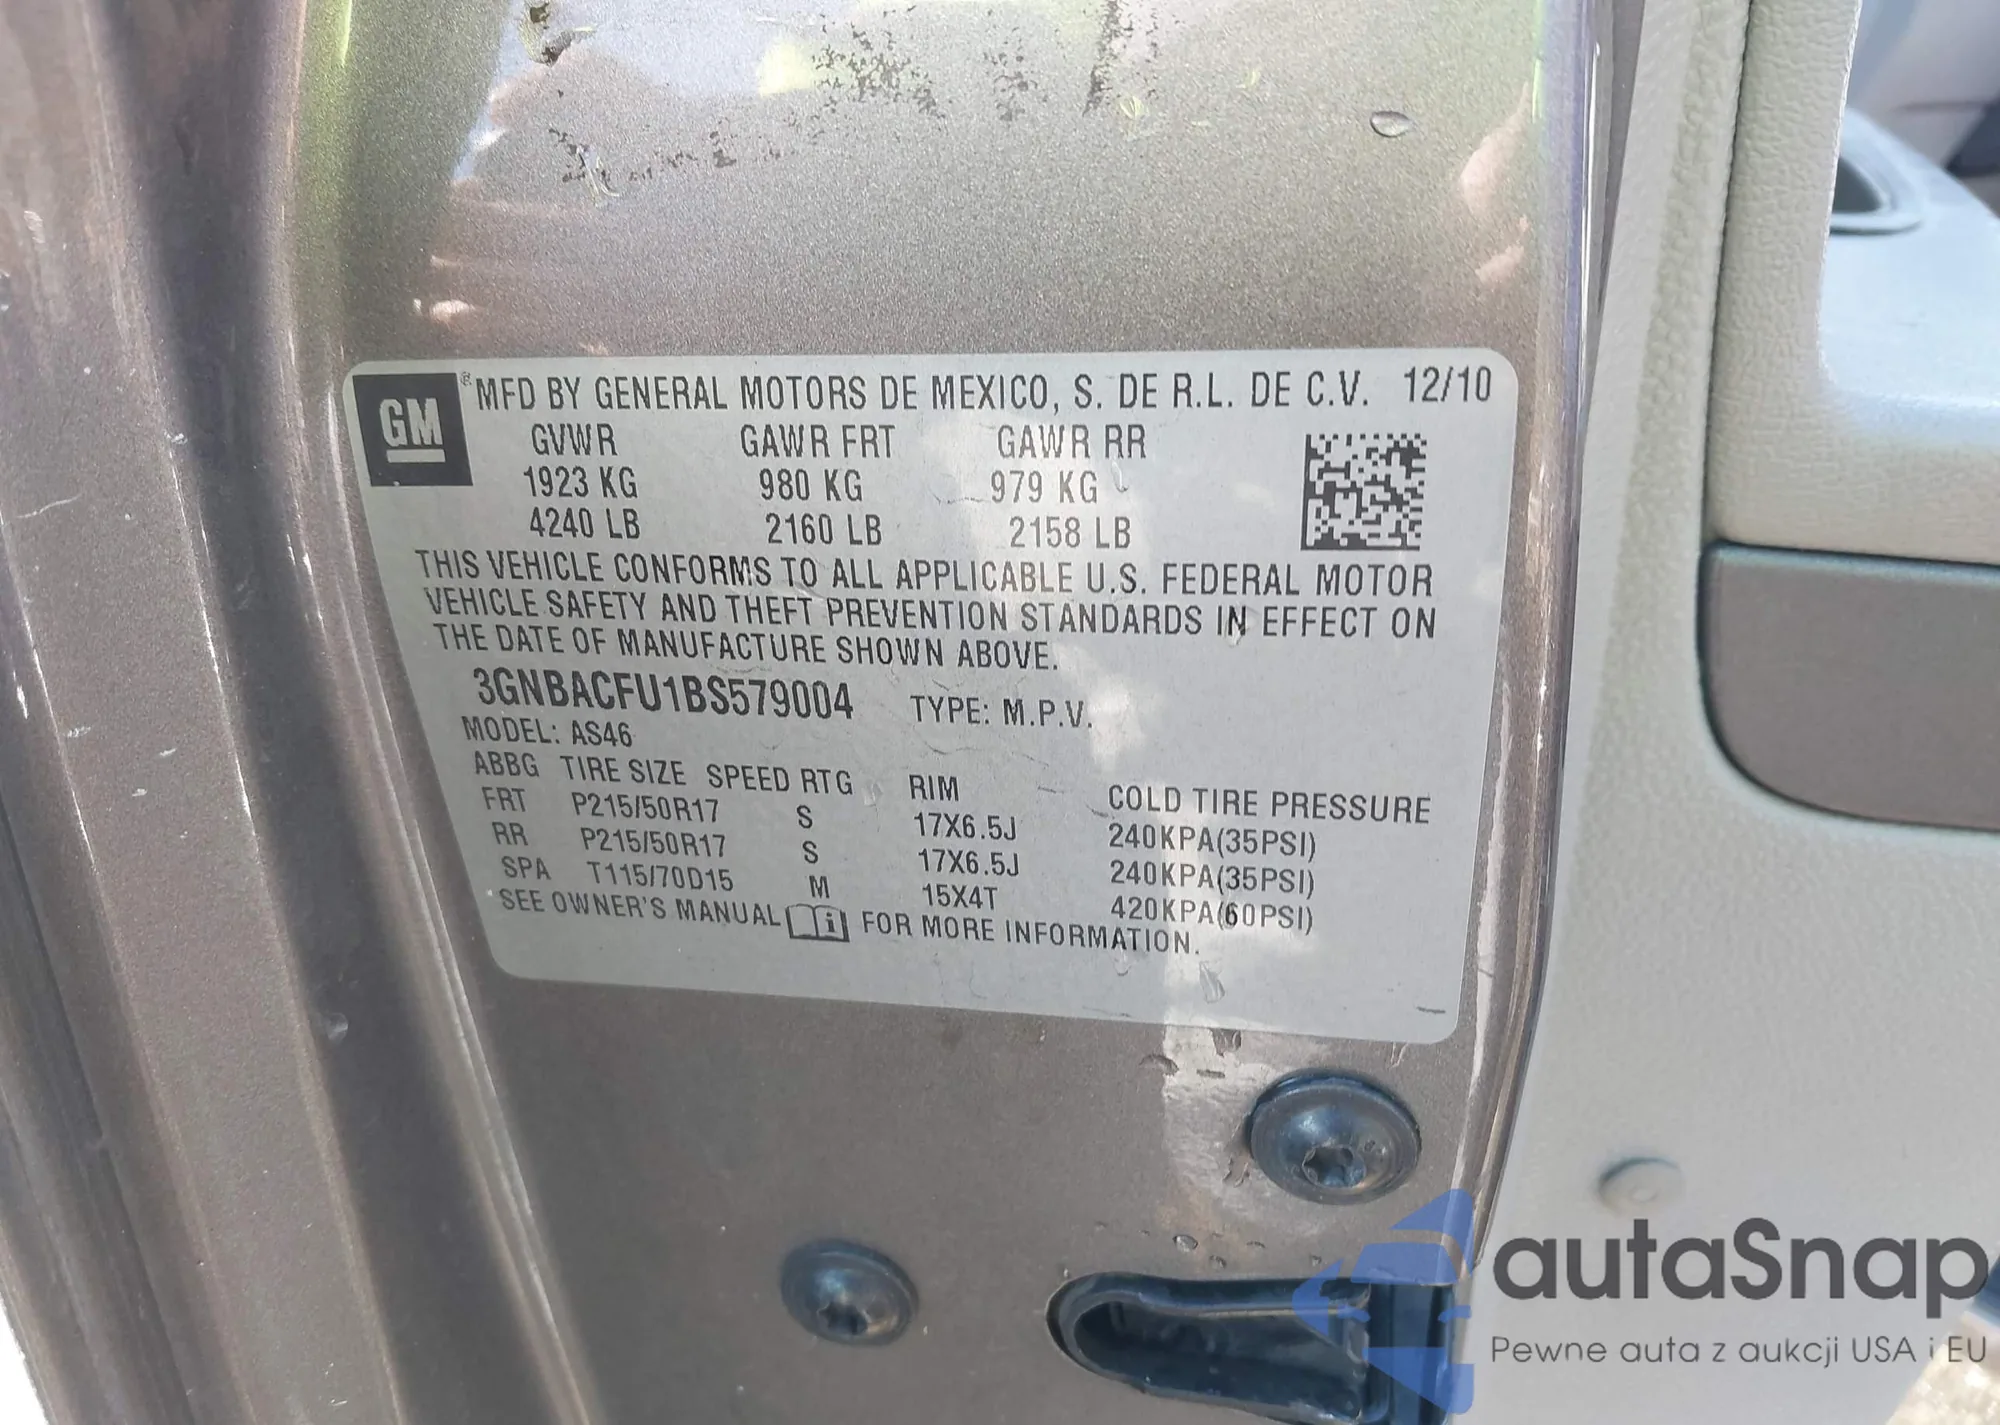 GM ® MFD BY GENERAL MOTORS DE MEXICO, S. DE R.L. DE C.V. 12/10
GVWR GAWR FRT GAWR RR
1923 KG 980 KG 979 KG
4240 LB 2160 LB 2158 LB
THIS VEHICLE CONFORMS TO ALL APPLICABLE U.S. FEDERAL MOTOR
VEHICLE SAFETY AND THEFT PREVENTION STANDARDS IN EFFECT ON
THE DATE OF MANUFACTURE SHOWN ABOVE.
3GNBACFU1BS579004 TYPE: M.P.V.
MODEL: AS46
ABBG TIRE SIZE SPEED RTG RIM COLD TIRE PRESSURE
FRT P215/50R17 S 17X6.5J 240KPA(35PSI)
RR P215/50R17 S 17X6.5J 240KPA(35PSI)
SPA T115/70D15 M 15X4T 420KPA(60PSI)
SEE OWNER'S MANUAL i FOR MORE INFORMATION.
autaSnap
Pewne auta z aukcji USA i EU